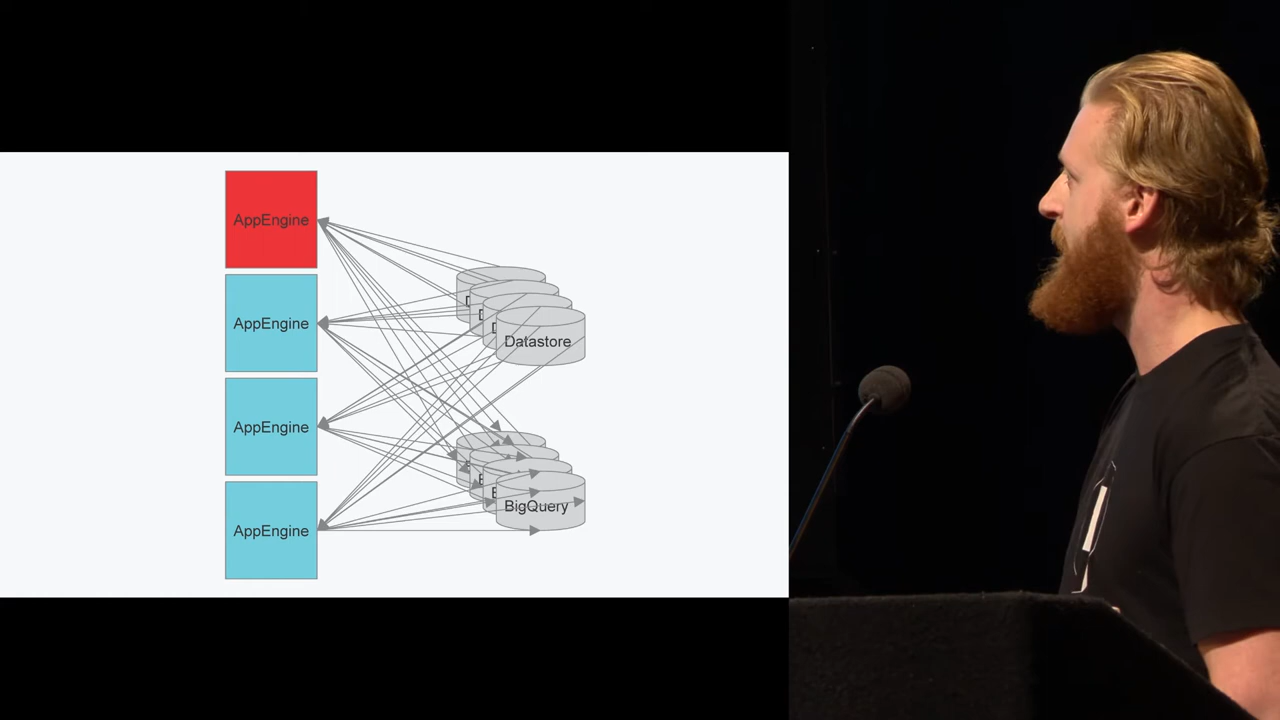 AppEngine
AppEngine
AppEngine
AppEngine
D
D
D
Datastore
E
E
BigQuery